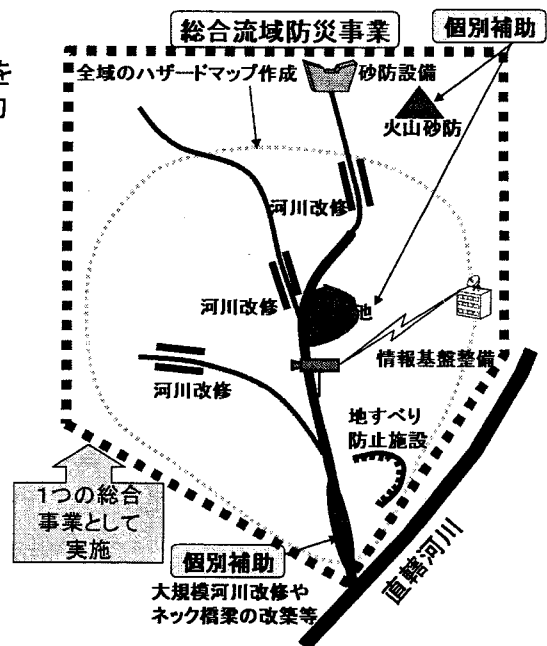 総合流域防災事業
個別補助
を
全域のハザードマップ作成
砂防設備
火山砂防
河川改修
河川改修
池
情報基盤整備
河川改修
地すべり
防止施設
1つの総合
事業として
実施
個別補助
大規模河川改修や
ネック橋梁の改築等
直轄河川